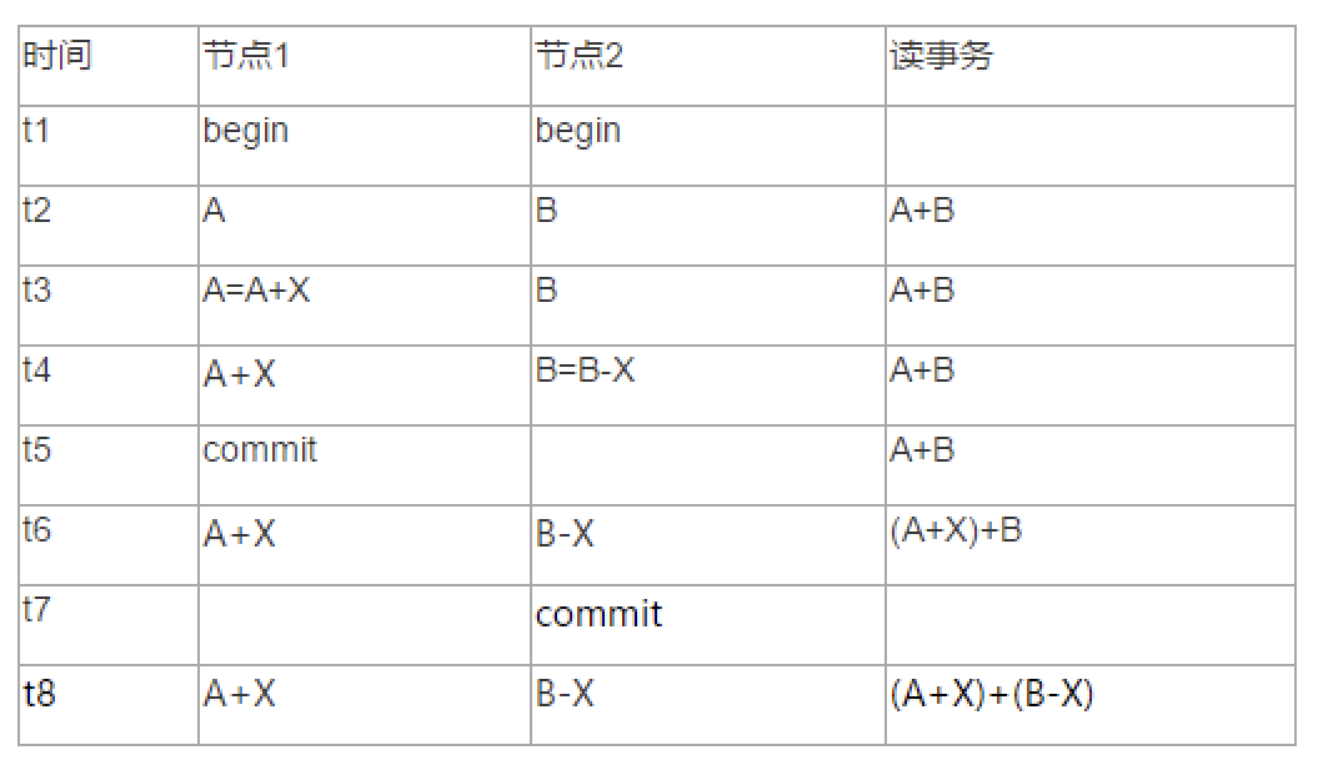 时间 节点1 节点2 读事务
t1 begin begin
t2 A B A+B
t3 A=A+X B A+B
t4 A+X B=B-X A+B
t5 commit A+B
t6 A+X B-X (A+X)+B
t7 commit
t8 A+X B-X (A+X)+(B-X)